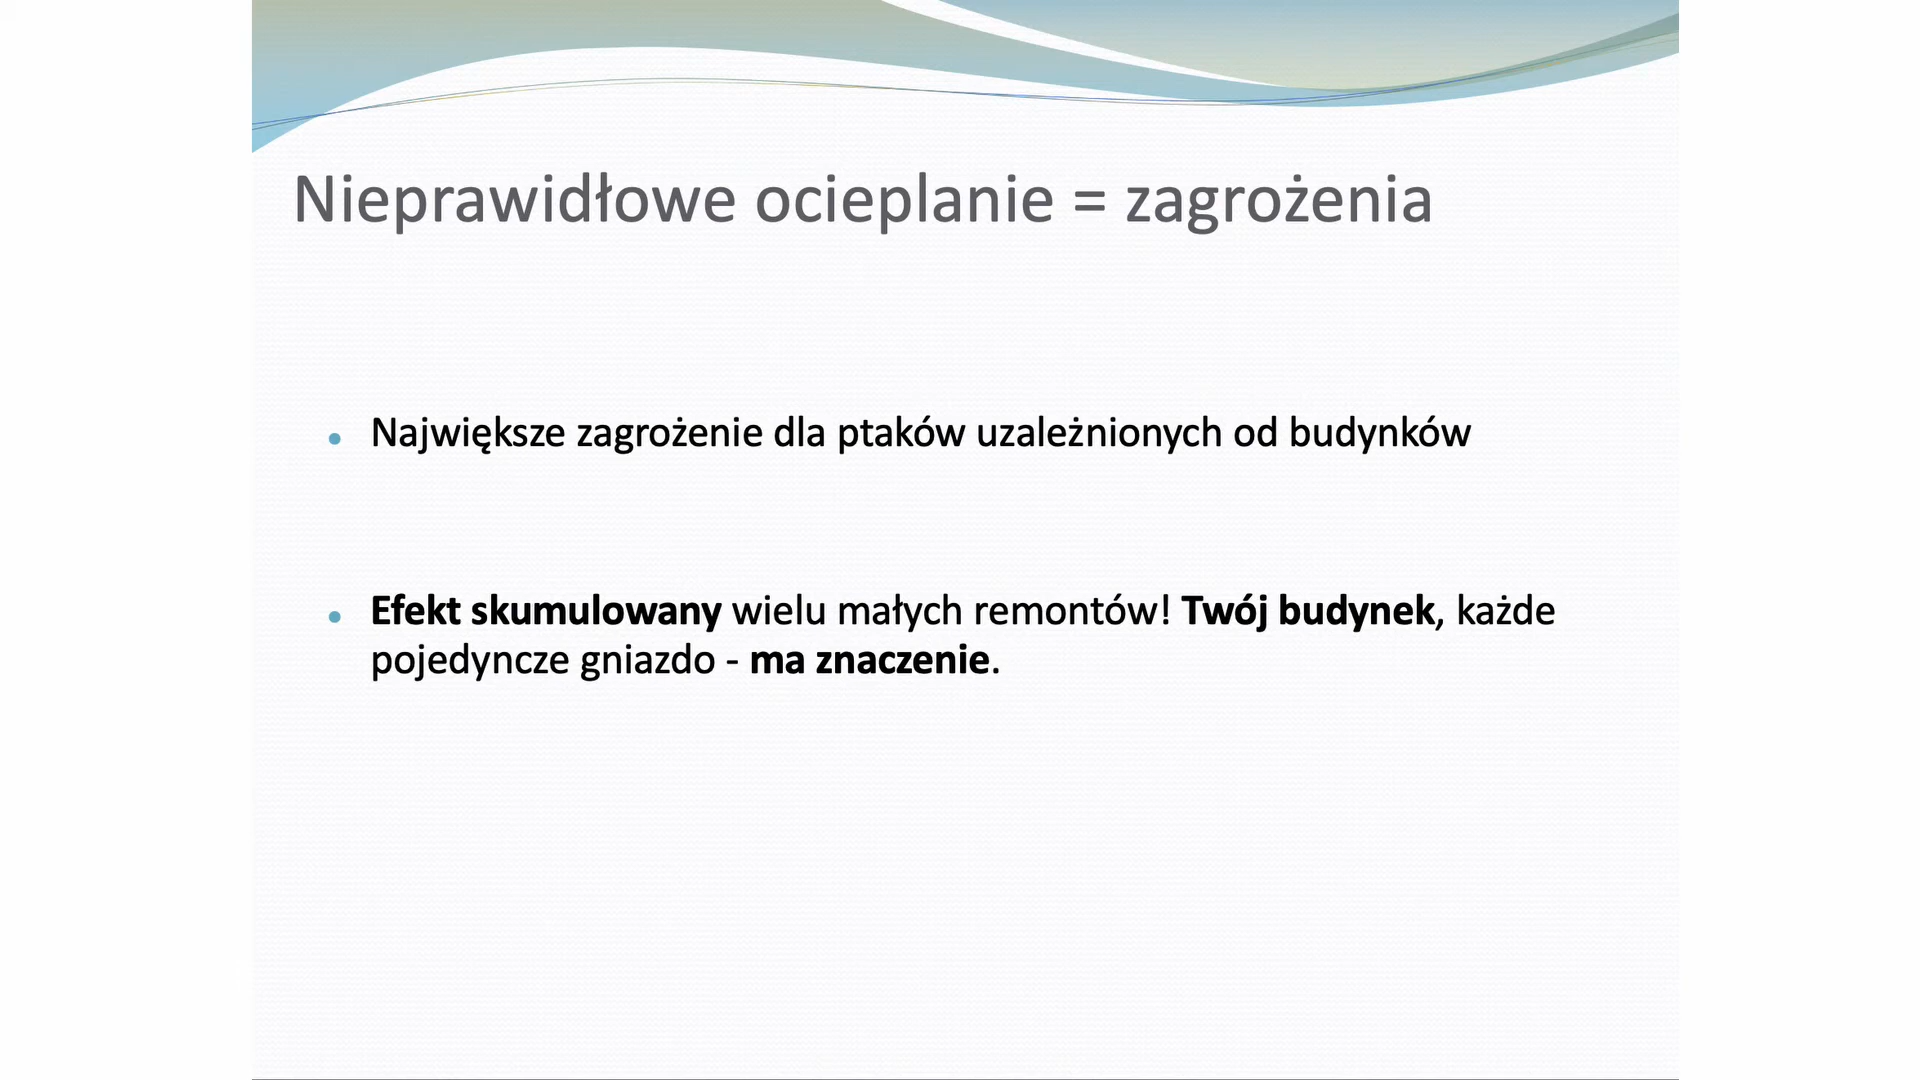 Nieprawidłowe ocieplanie = zagrożenia
• Największe zagrożenie dla ptaków uzależnionych od budynków
• Efekt skumulowany wielu małych remontów! Twój budynek, każde
pojedyncze gniazdo - ma znaczenie.